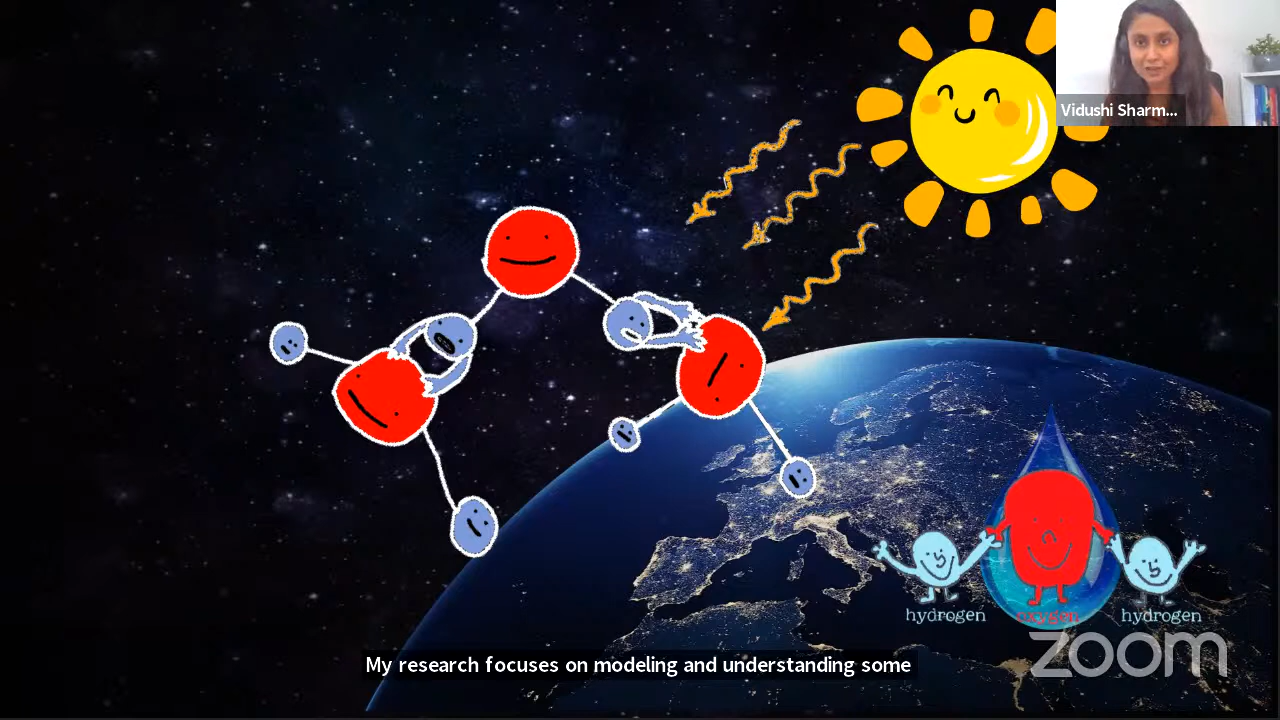 Vidushi Sharm...
hydrogen
oxygen
hydrogen
zoom
My research focuses on modeling and understanding some